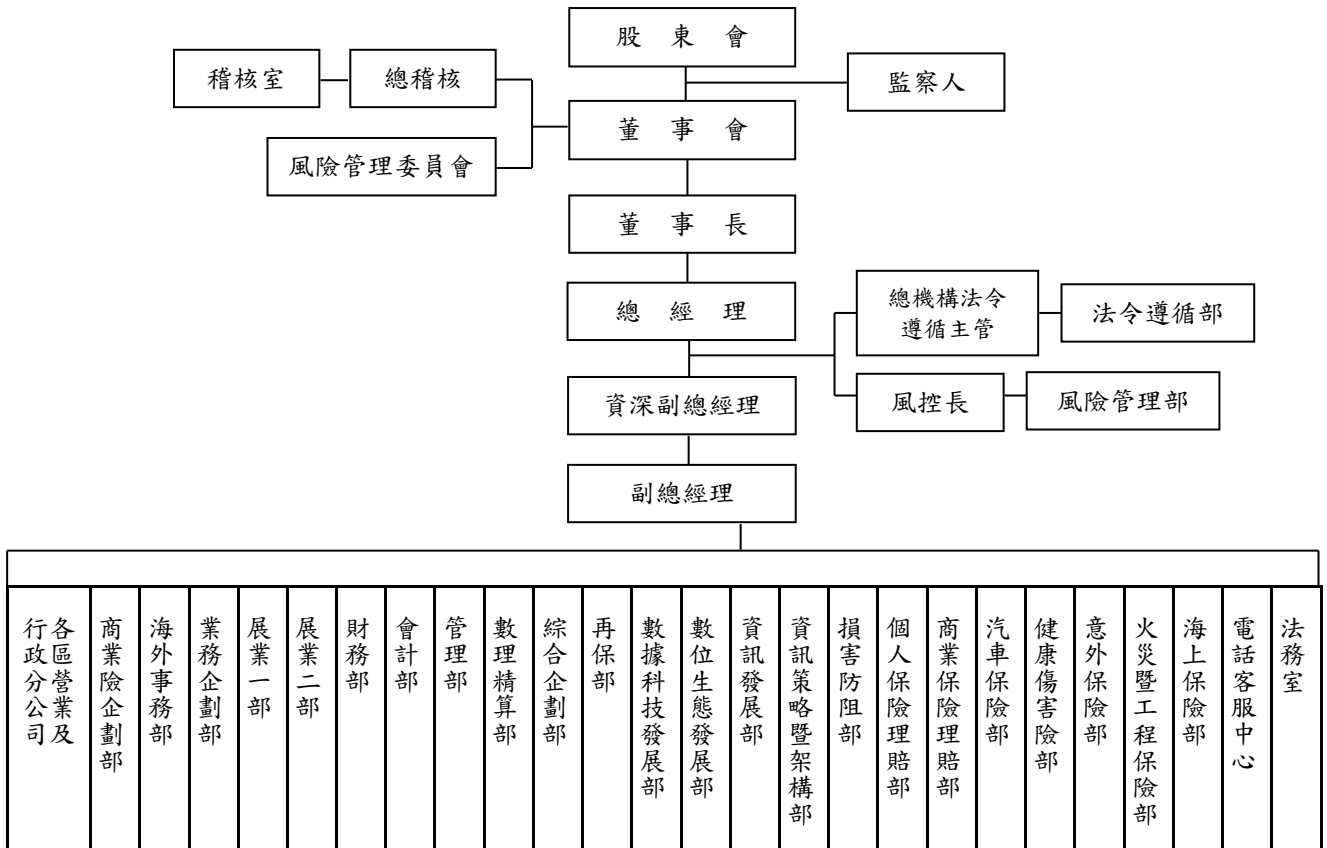 股東會
稽核室
總稽核
監察人
董事會
風險管理委員會
董事長
總經理
總機構法令
遵循主管
法令遵循部
資深副總經理
風控長
風險管理部
副總經理
各區營業及
行政分公司
商業險企劃部
海外事務部
業務企劃部
展業一部
展業二部
財務部
會計部
管理部
數理精算部
綜合企劃部
再保部
數據科技發展部
數位生態發展部
資訊發展部
資訊策略暨架構部
損害防阻部
個人保險理賠部
商業保險理賠部
汽車保險部
健康傷害險部
意外保險部
火災暨工程保險部
海上保險部
電話客服中心
法務室